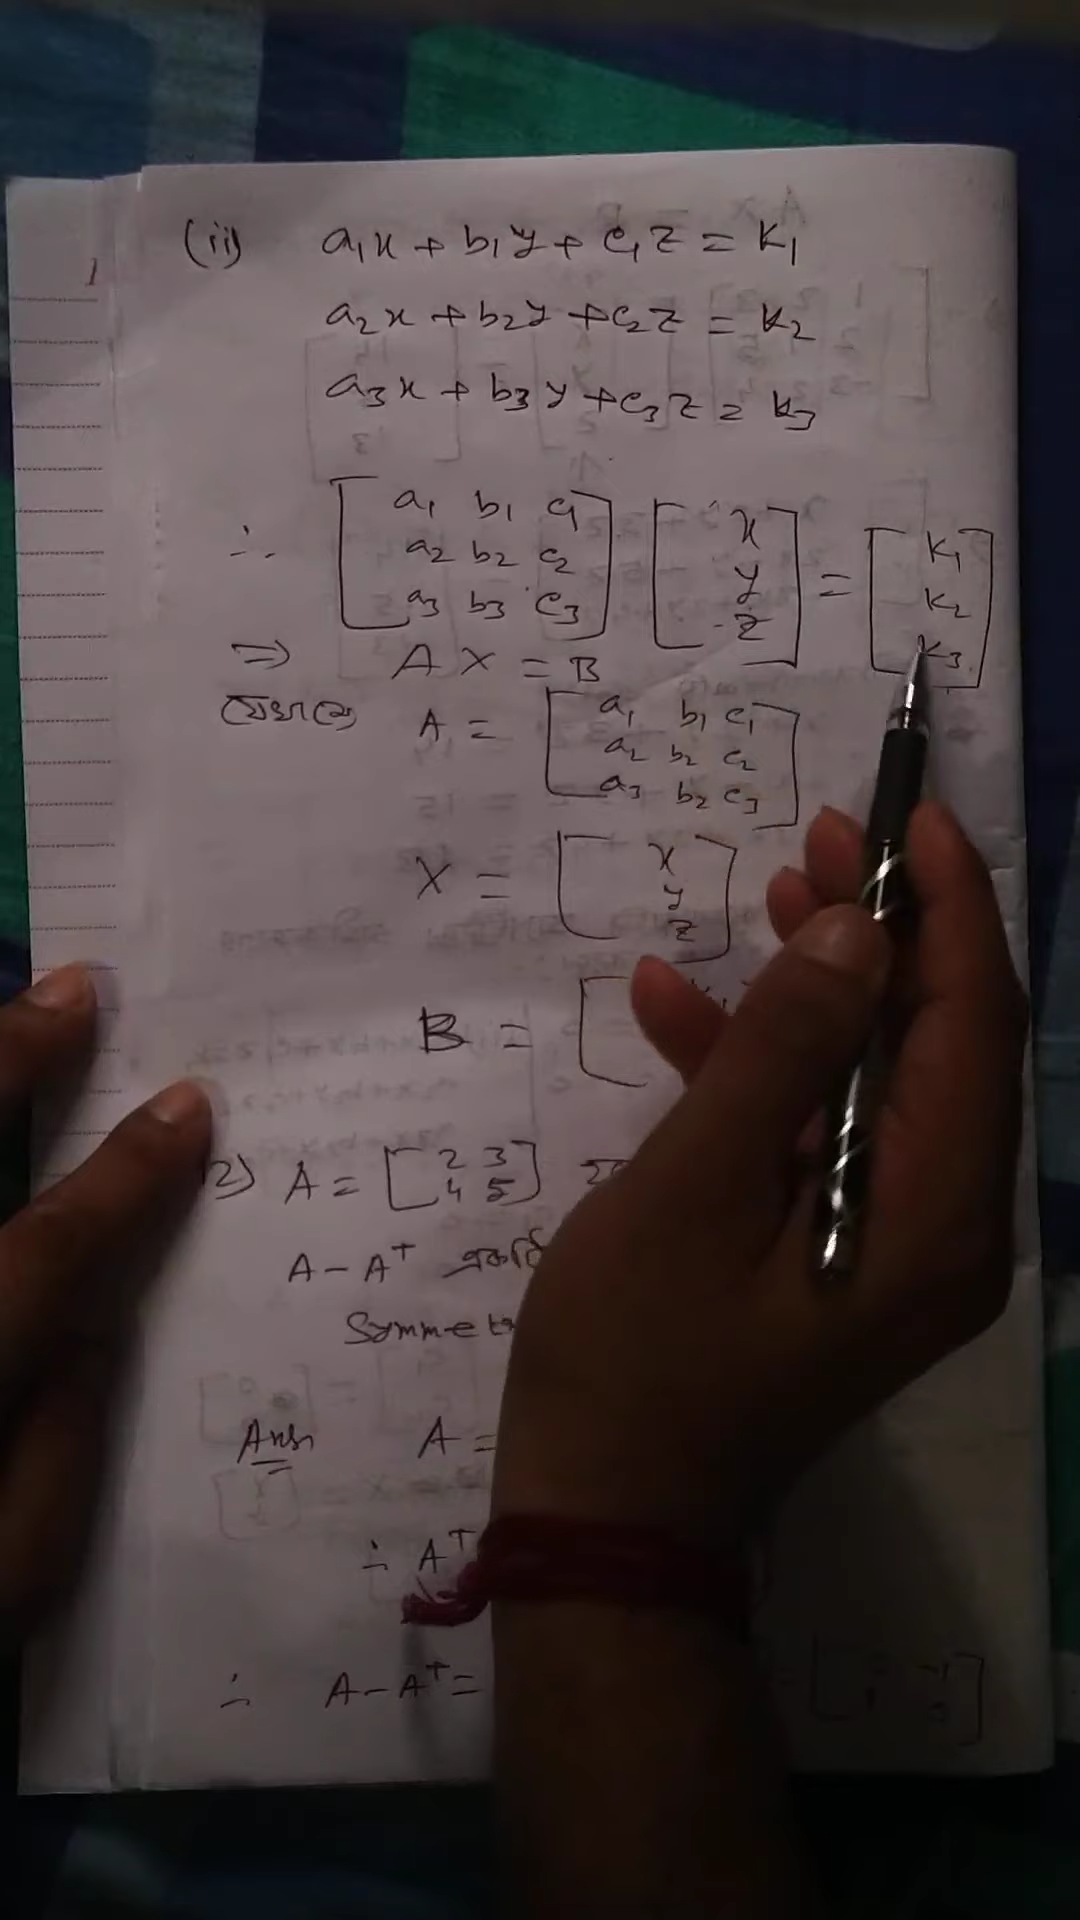 (ii) a₁x + b₁y + c₁z = K₁
a₂x + b₂y + c₂z = K₂
a₃x + b₃y + c₃z = K₃
∴ [ a₁ b₁ c₁ ] [ x ] = [ K₁ ]
a₂ b₂ c₂ y K₂
a₃ b₃ c₃ z K₃
⇒ A X = B
যেখানে A = [ a₁ b₁ c₁ ]
a₂ b₂ c₂
a₃ b₂ c₃
X = [ x ]
y
z
B = [
2) A = [ 2 3 ]
4 5
A - Aᵀ একটি
Symmet
Ans A =
∴ Aᵀ
∴ A - Aᵀ =